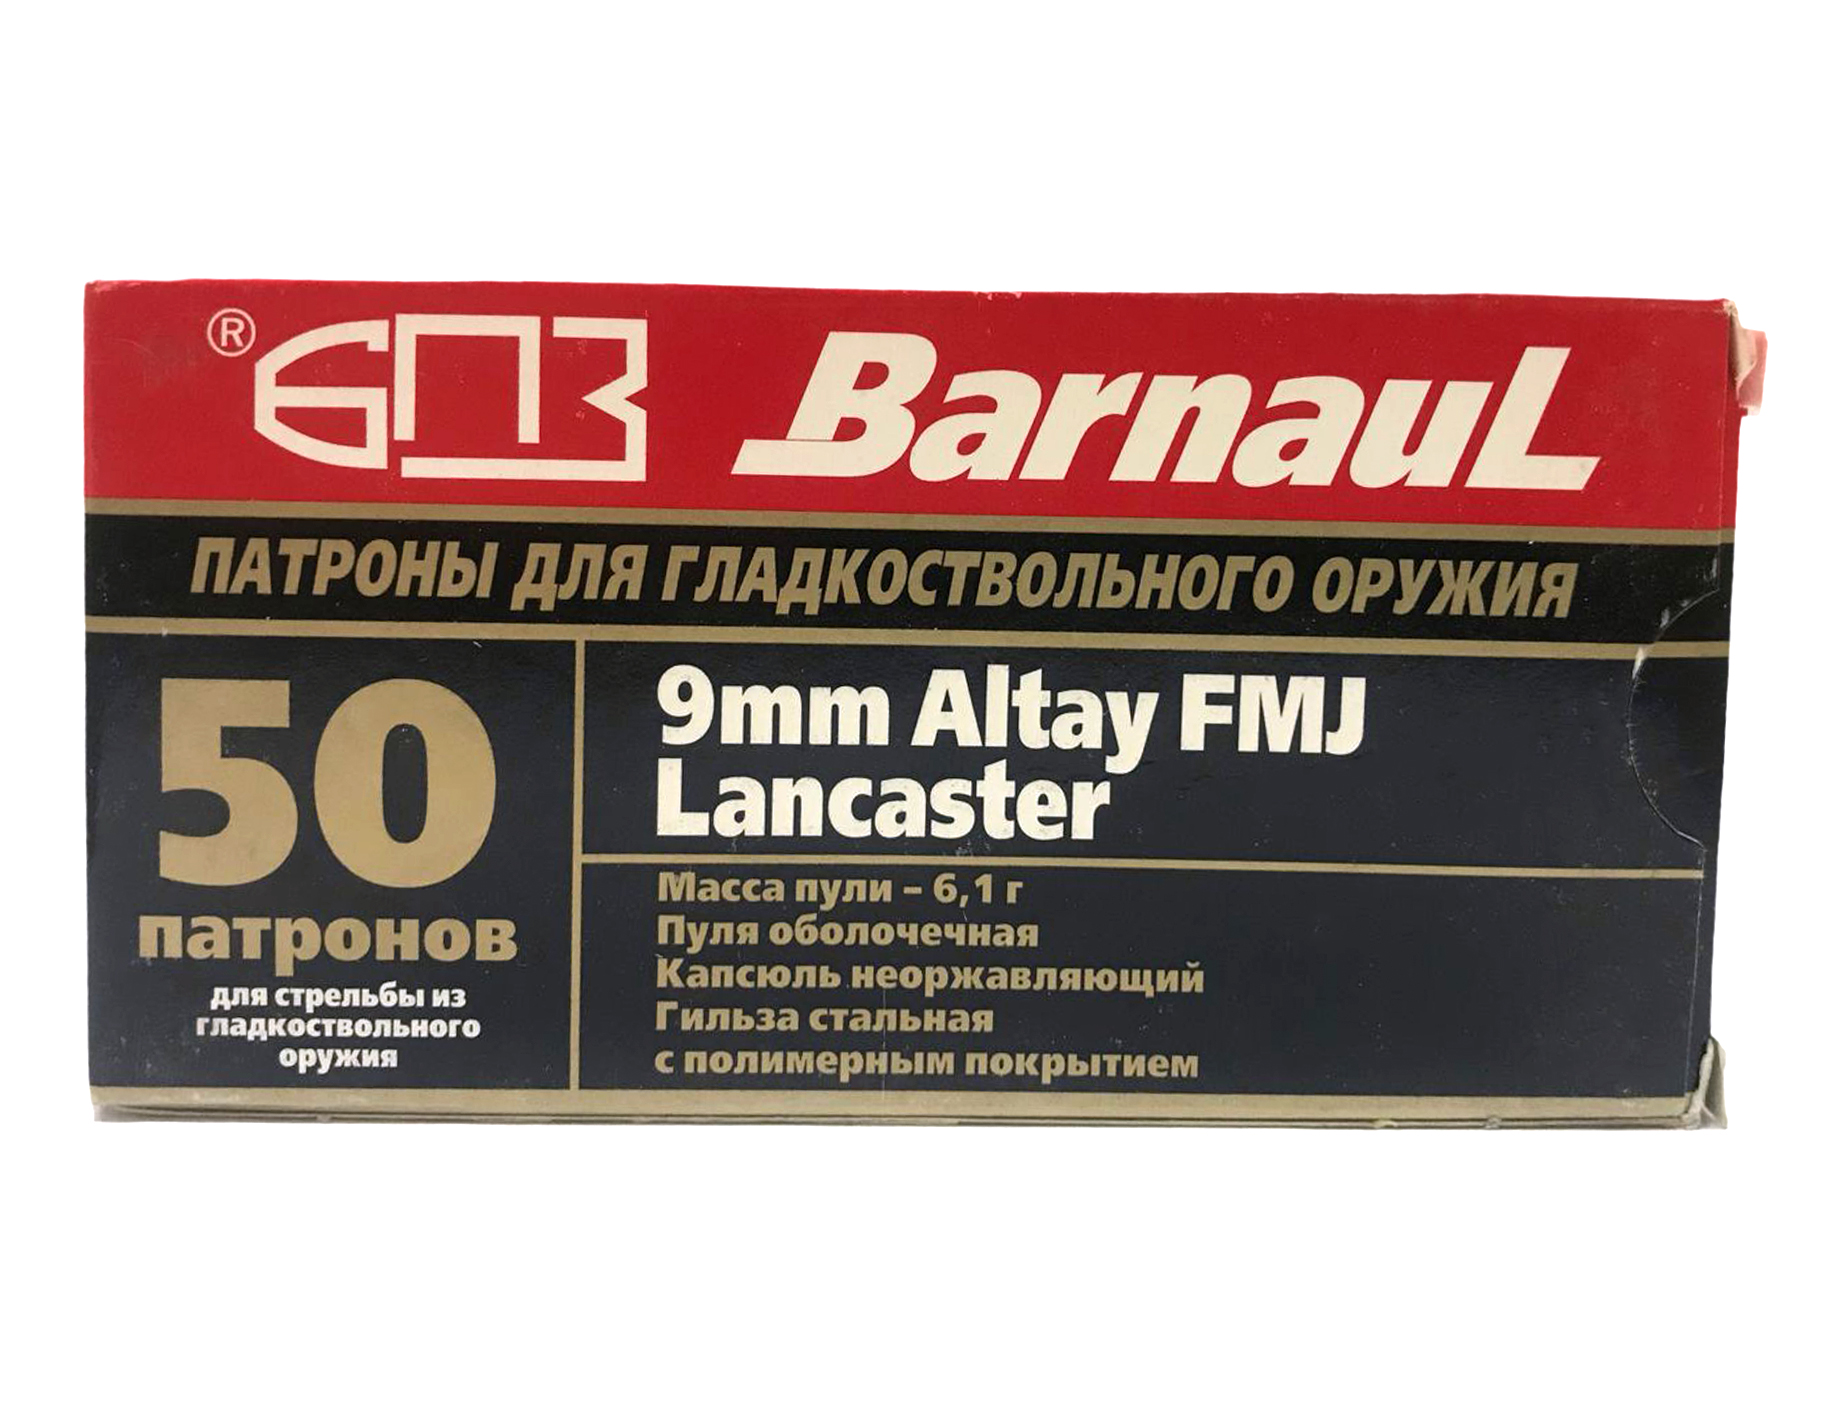 ® БПЗ Barnaul
ПАТРОНЫ ДЛЯ ГЛАДКОСТВОЛЬНОГО ОРУЖИЯ
50
патронов
для стрельбы из
гладкоствольного
оружия
9mm Altay FMJ
Lancaster
Масса пули – 6,1 г
Пуля оболочечная
Капсюль неоржавляющий
Гильза стальная
с полимерным покрытием